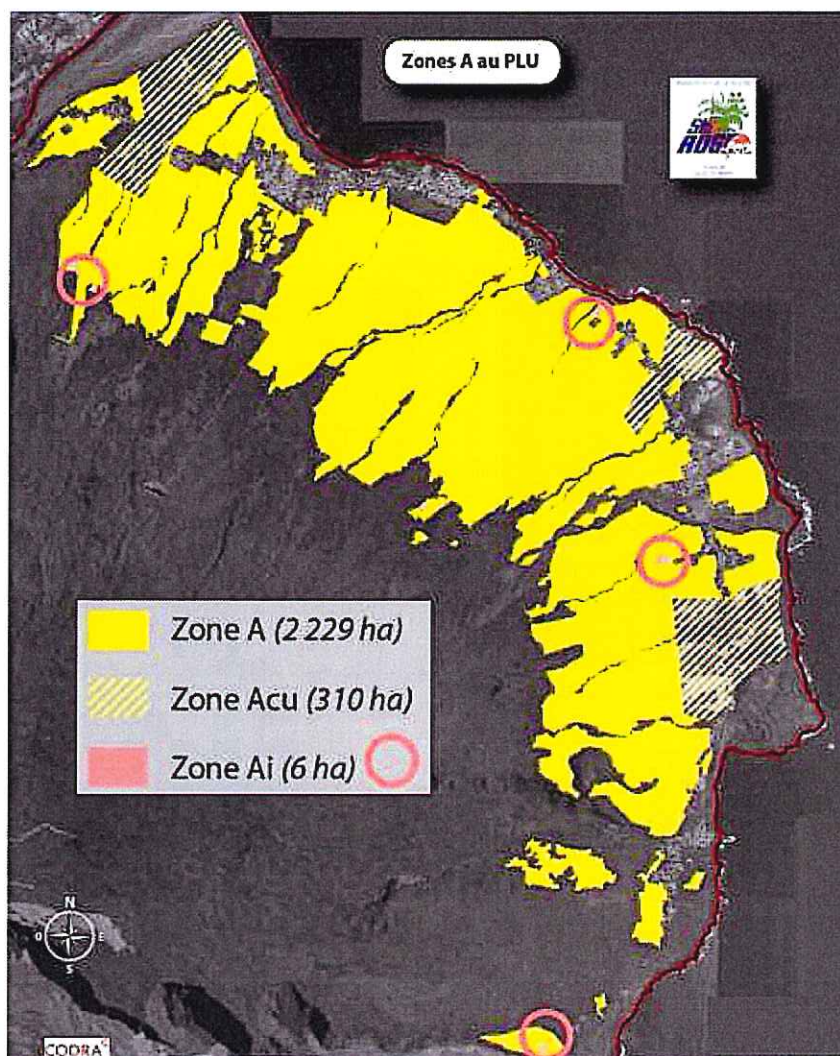 Zones A au PLU
Zone A (2 229 ha)
Zone Acu (310 ha)
Zone Ai (6 ha)
N
O E
S
CODRA